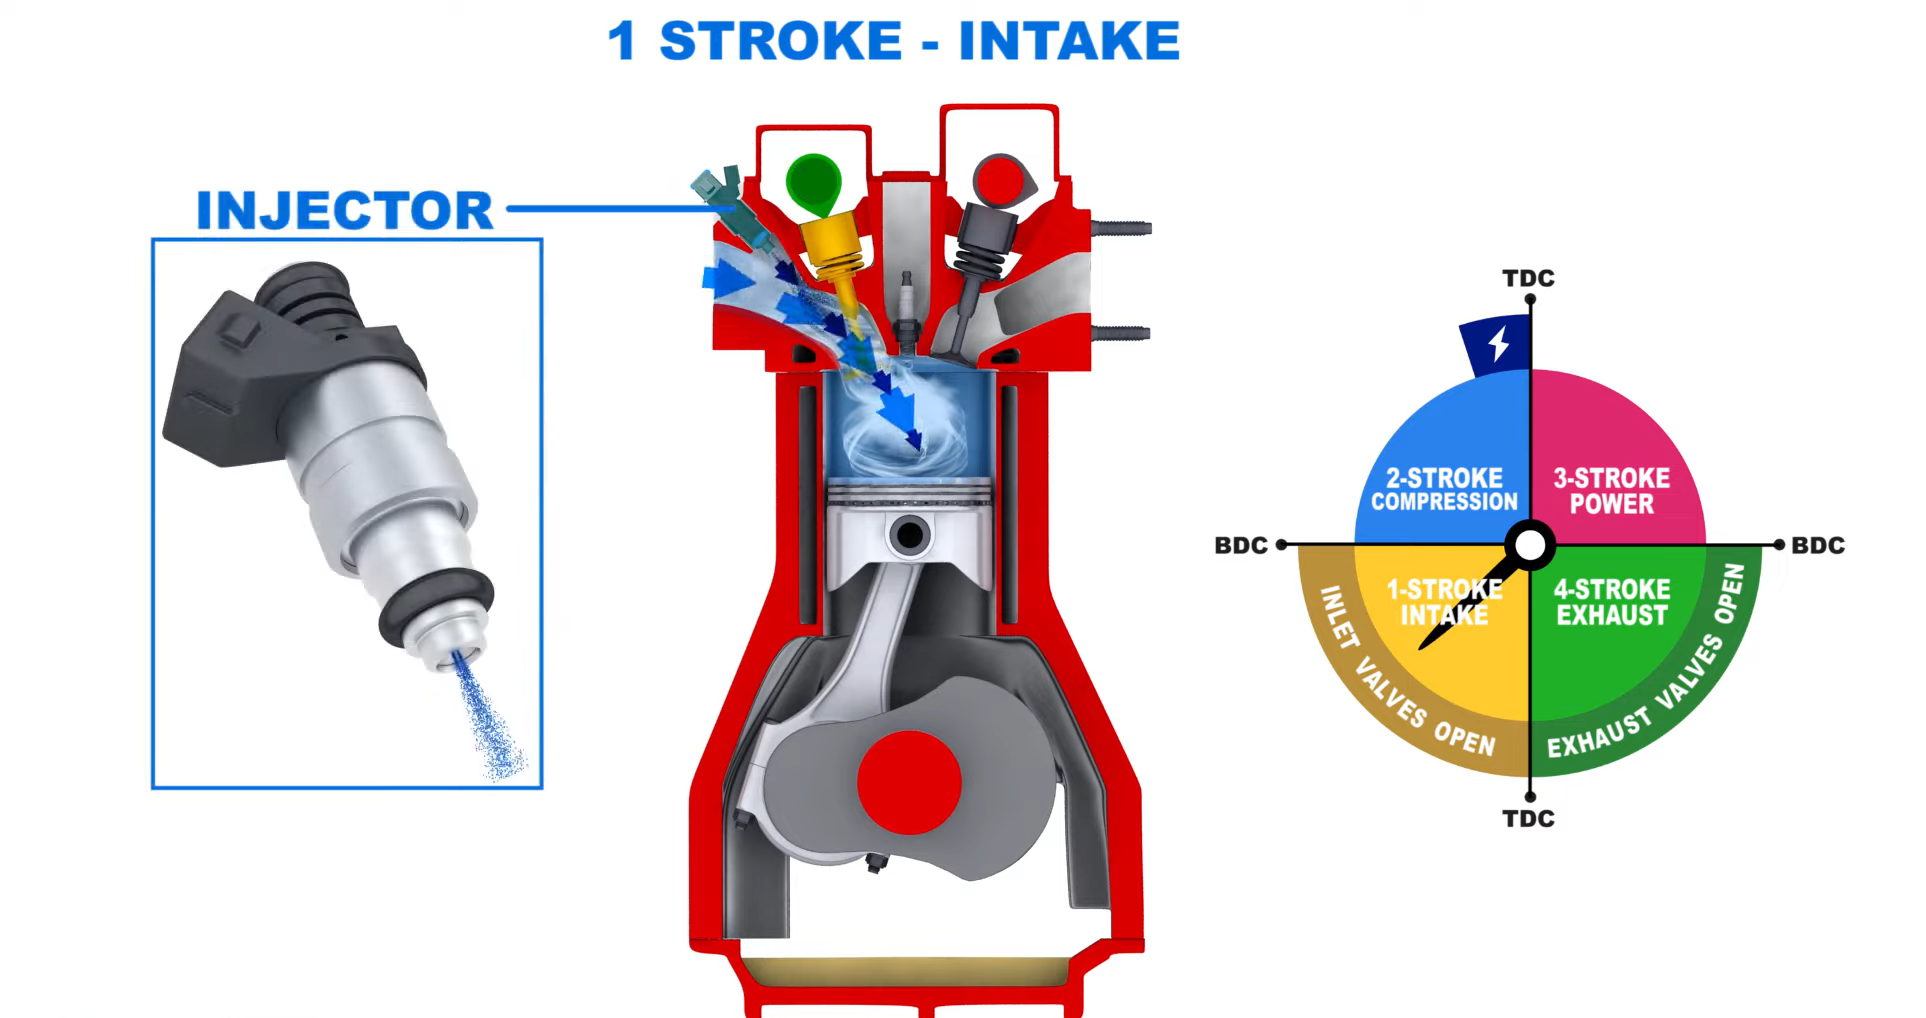 1 STROKE - INTAKE
INJECTOR
TDC
2-STROKE
COMPRESSION
3-STROKE
POWER
BDC
BDC
1-STROKE
INTAKE
4-STROKE
EXHAUST
INLET VALVES OPEN
EXHAUST VALVES OPEN
TDC